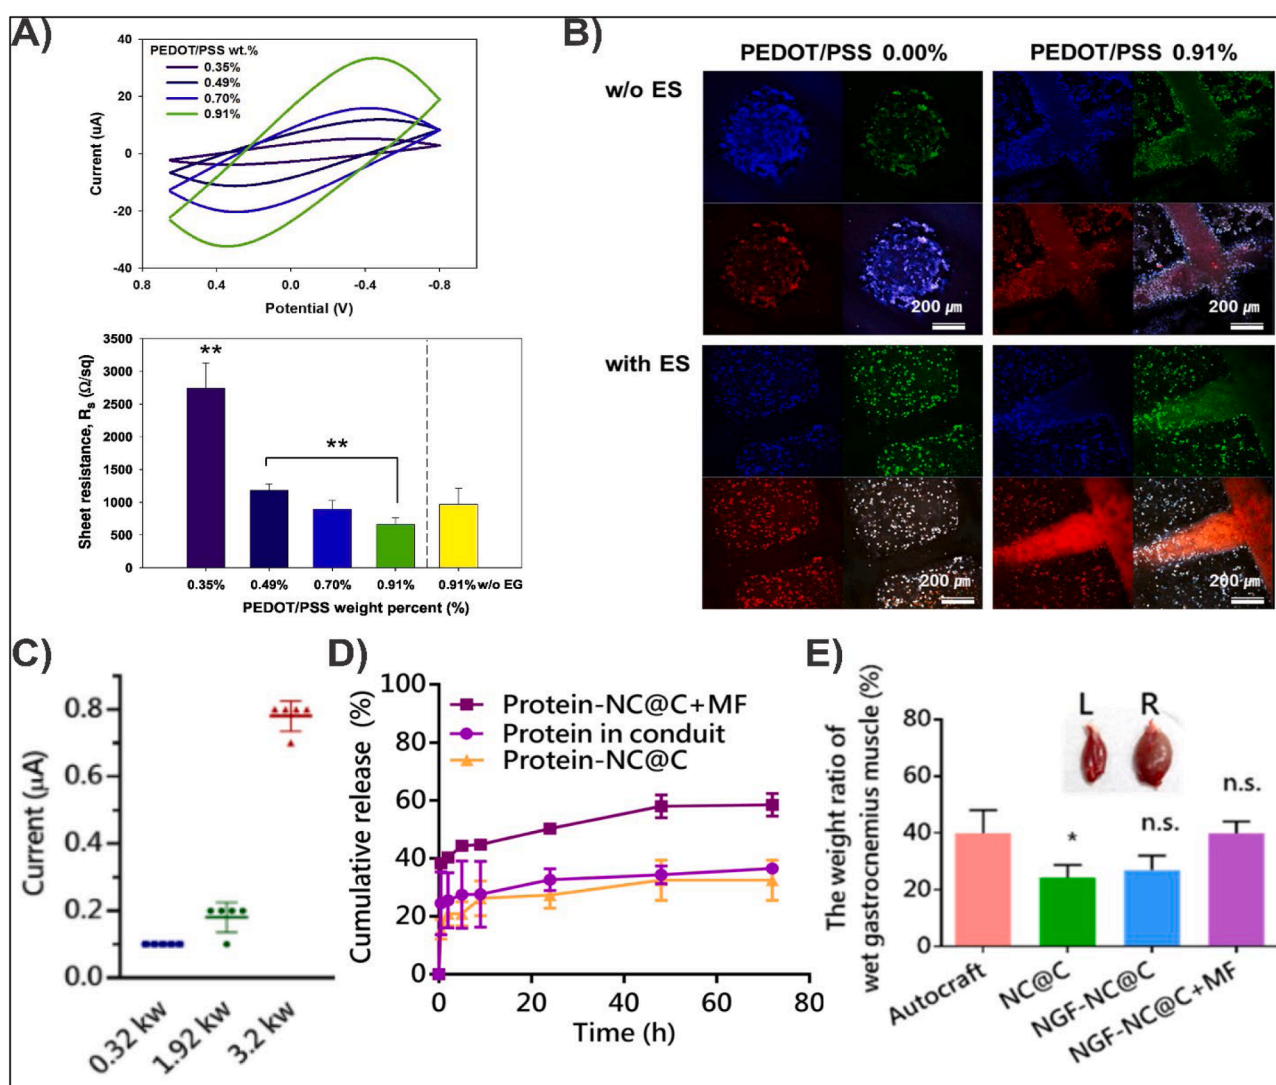 A)
PEDOT/PSS wt.%
0.35%
0.49%
0.70%
0.91%
40
20
0
-20
-40
Current (uA)
0.8 0.4 0.0 -0.4 -0.8
Potential (V)
3500
3000
2500
2000
1500
1000
500
0
Sheet resistance, Rs (Ω/sq)
**
**
0.35% 0.49% 0.70% 0.91% 0.91% w/o EG
PEDOT/PSS weight percent (%)
B)
PEDOT/PSS 0.00% PEDOT/PSS 0.91%
w/o ES
200 μm
200 μm
with ES
200 μm
200 μm
C)
0.8
0.6
0.4
0.2
0.0
Current (μA)
0.32 kw
1.92 kw
3.2 kw
D)
100
80
60
40
20
0
Cumulative release (%)
Protein-NC@C+MF
Protein in conduit
Protein-NC@C
0 20 40 60 80
Time (h)
E)
The weight ratio of
wet gastrocnemius muscle (%)
80
60
40
20
0
L R
*
n.s.
n.s.
Autocraft
NC@C
NGF-NC@C
NGF-NC@C+MF